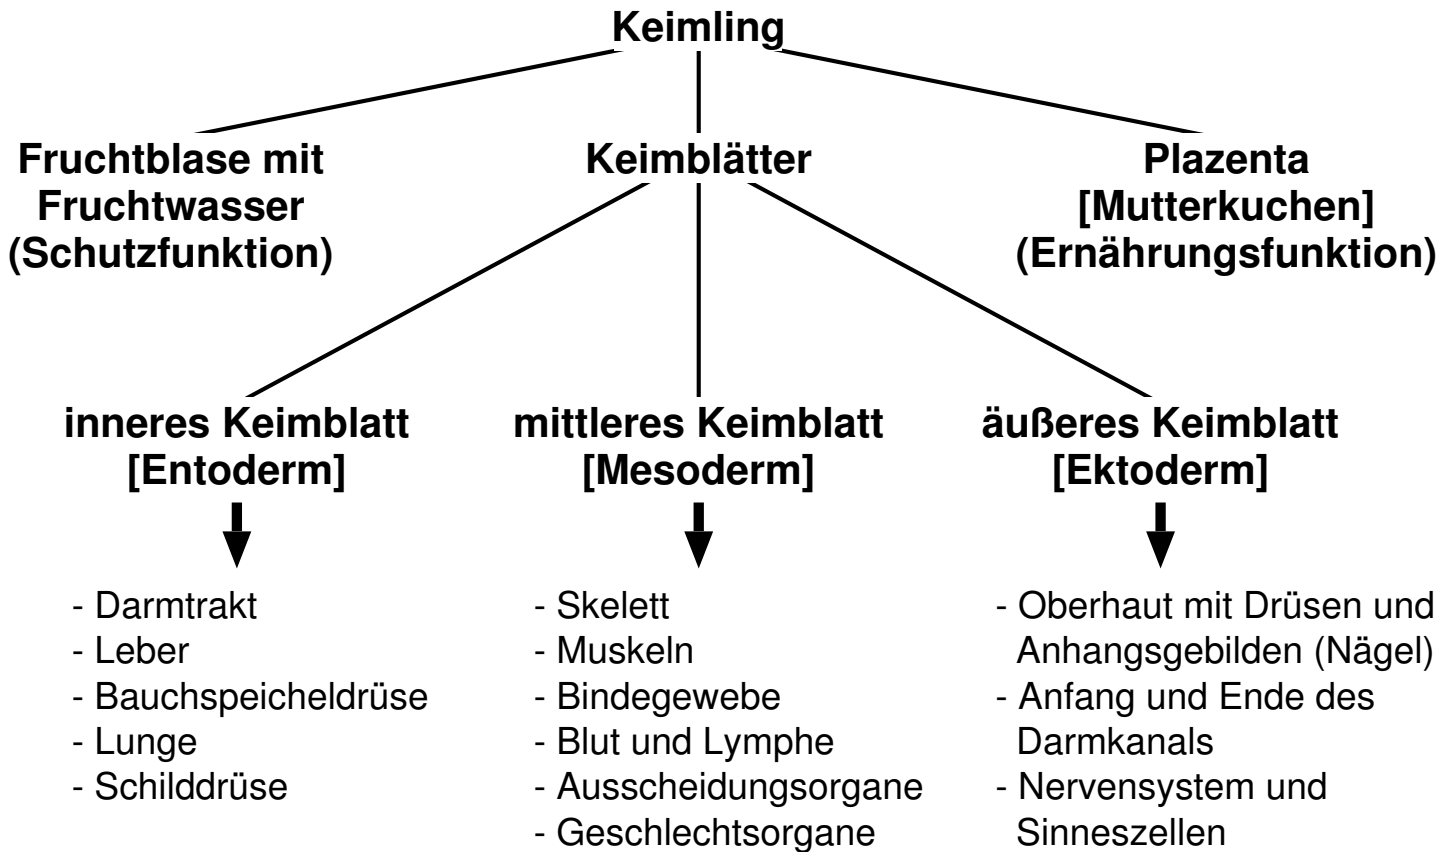 Keimling
Fruchtblase mit
Fruchtwasser
(Schutzfunktion)
Keimblätter
Plazenta
[Mutterkuchen]
(Ernährungsfunktion)
inneres Keimblatt
[Entoderm]
- Darmtrakt
- Leber
- Bauchspeicheldrüse
- Lunge
- Schilddrüse
mittleres Keimblatt
[Mesoderm]
- Skelett
- Muskeln
- Bindegewebe
- Blut und Lymphe
- Ausscheidungsorgane
- Geschlechtsorgane
äußeres Keimblatt
[Ektoderm]
- Oberhaut mit Drüsen und
Anhangsgebilden (Nägel)
- Anfang und Ende des
Darmkanals
- Nervensystem und
Sinneszellen